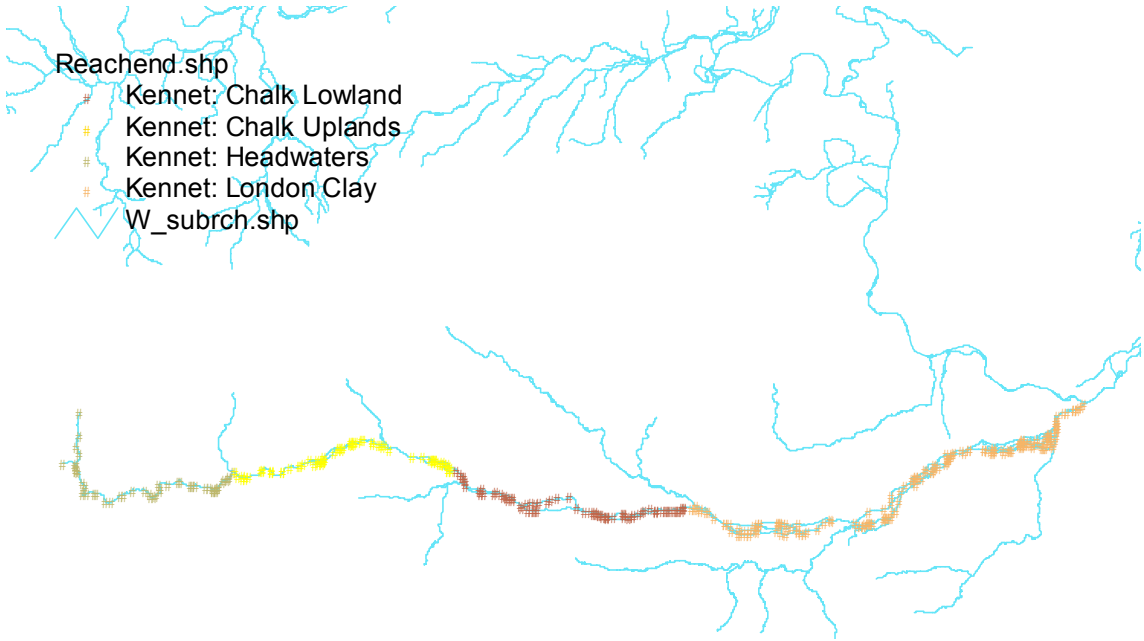 Reachend.shp
Kennet: Chalk Lowland
Kennet: Chalk Uplands
Kennet: Headwaters
Kennet: London Clay
W_subrch.shp